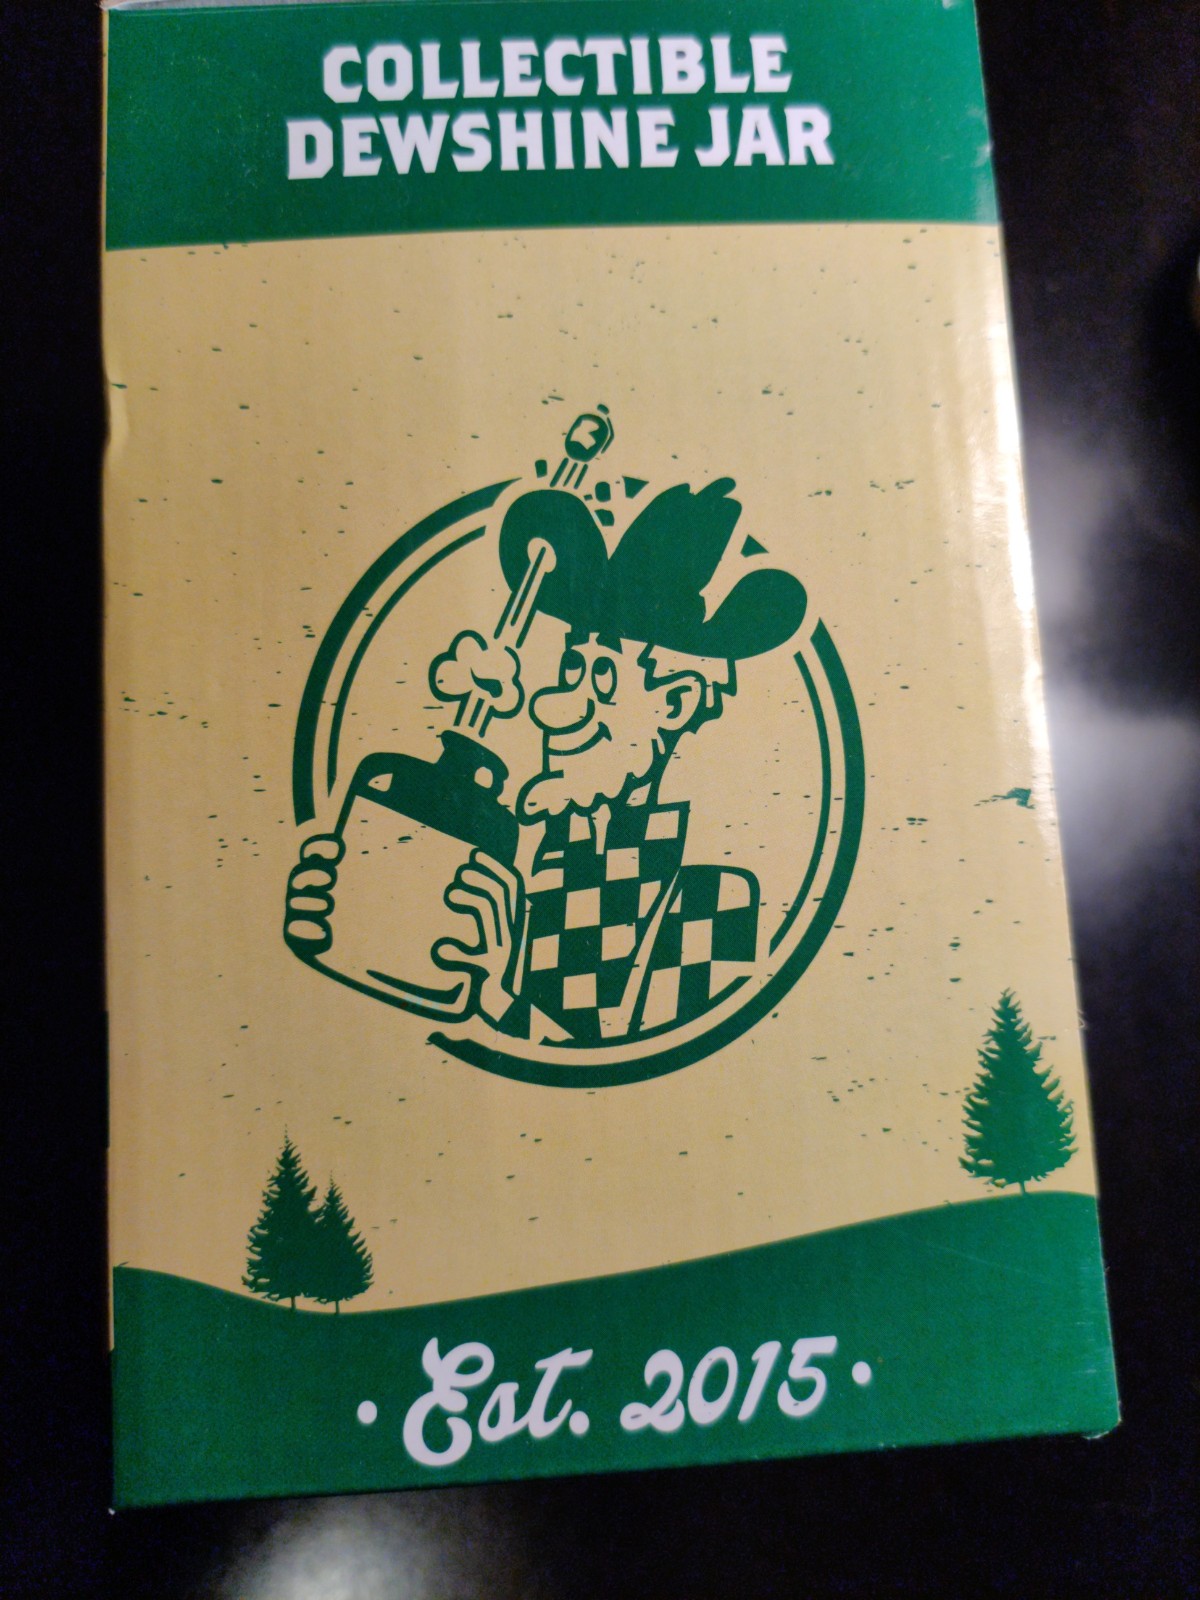 COLLECTIBLE
DEWSHINE JAR
· Est. 2015 ·